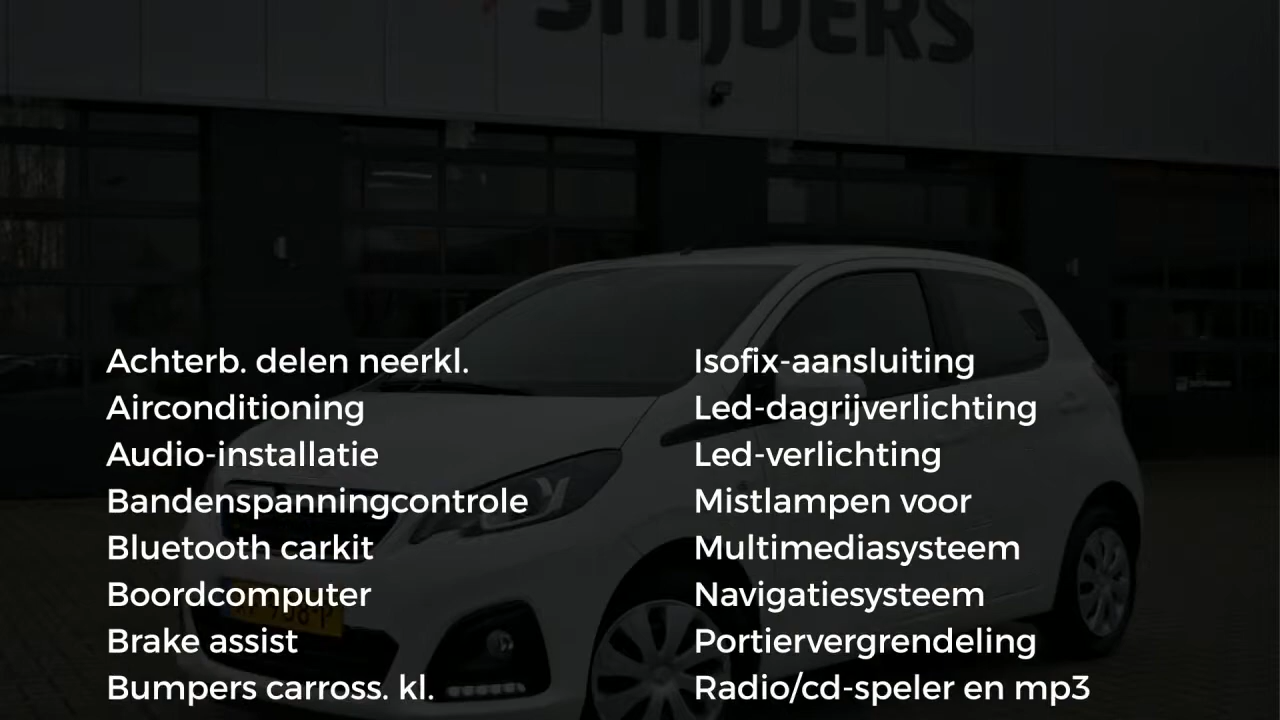 SNIJDERS
Achterb. delen neerkl.
Airconditioning
Audio-installatie
Bandenspanningcontrole
Bluetooth carkit
Boordcomputer
Brake assist
Bumpers carross. kl.
Isofix-aansluiting
Led-dagrijverlichting
Led-verlichting
Mistlampen voor
Multimediasysteem
Navigatiesysteem
Portiervergrendeling
Radio/cd-speler en mp3